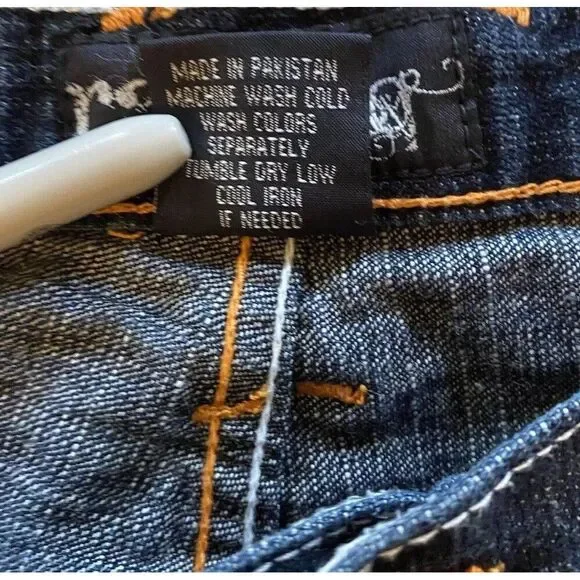 MADE IN PAKISTAN
MACHINE WASH COLD
WASH COLORS
SEPARATELY
TUMBLE DRY LOW
COOL IRON
IF NEEDED